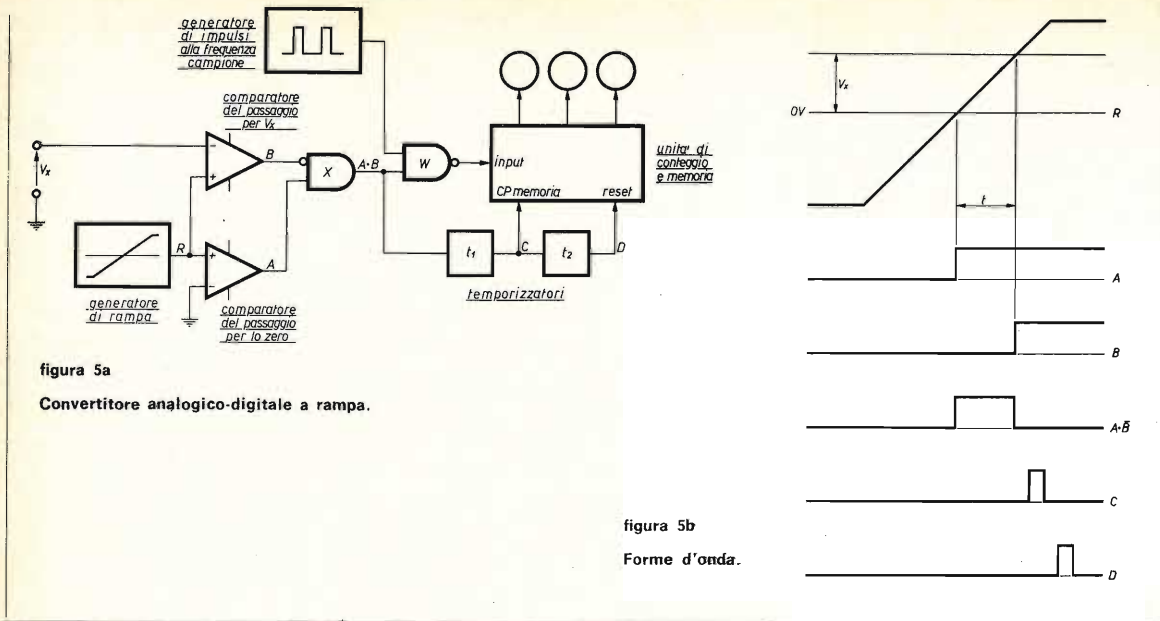 generatore
di impulsi
alla frequenza
campione
comparatore
del passaggio
per Vx
Vx
−
+
B
X
A•B
W
input
CP memoria
reset
unita' di
conteggio
e memoria
R
+
−
A
t1
C
t2
D
temporizzatori
generatore
di rampa
comparatore
del passaggio
per lo zero
figura 5a
Convertitore analogico-digitale a rampa.
Vx
0V
R
t
A
B
A•B̄
C
D
figura 5b
Forme d'onda.